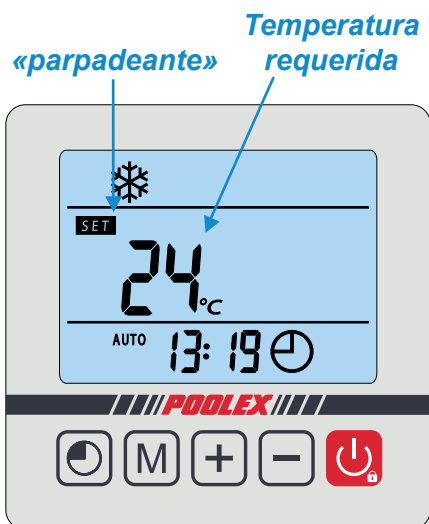 Temperatura
«parpadeante» requerida
SET
24 °C
AUTO 13:19
POOLEX
M + -